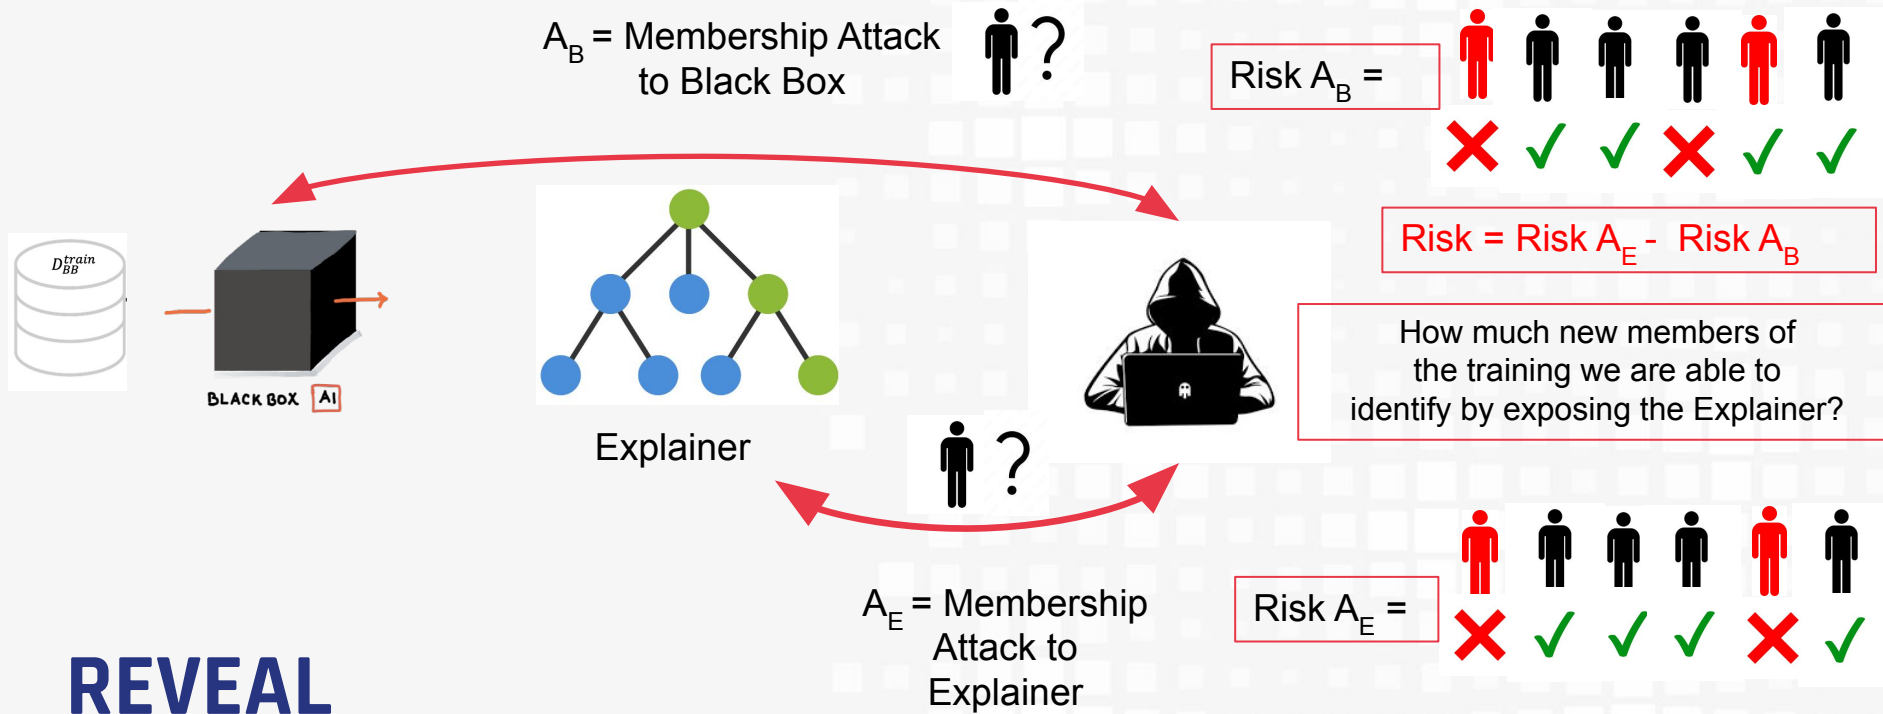 A_B = Membership Attack
to Black Box
?
Risk A_B =
D_BB^train
BLACK BOX AI
Explainer
Risk = Risk A_E - Risk A_B
How much new members of
the training we are able to
identify by exposing the Explainer?
?
A_E = Membership
Attack to
Explainer
Risk A_E =
REVEAL